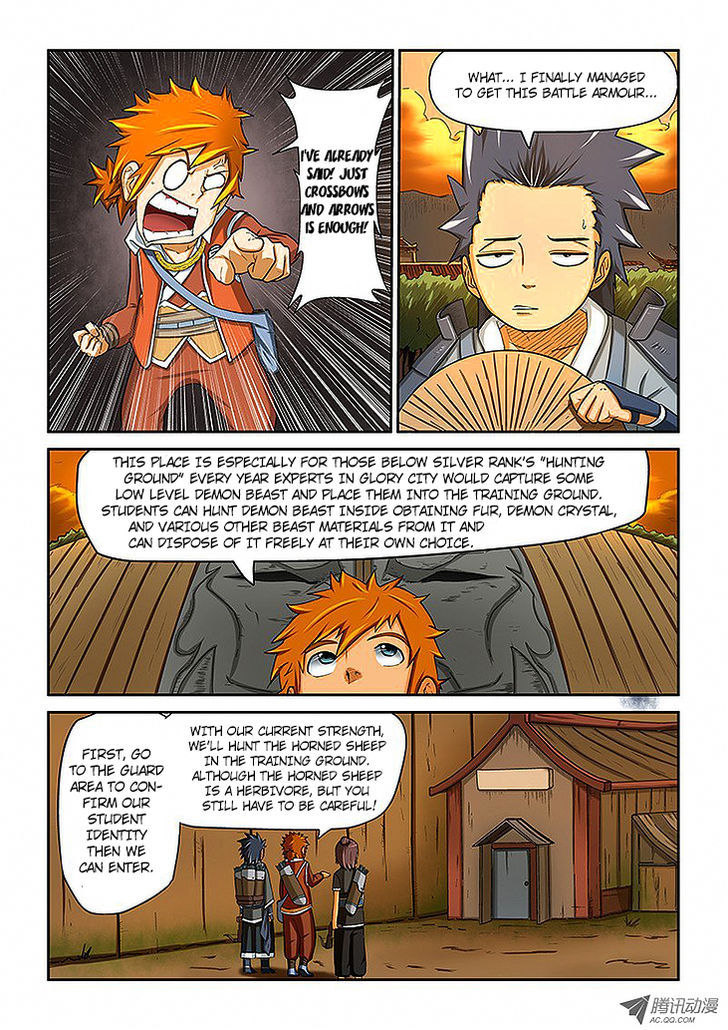 I'VE ALREADY
SAID! JUST
CROSSBOWS
AND ARROWS
IS ENOUGH!
WHAT... I FINALLY MANAGED
TO GET THIS BATTLE ARMOUR...
THIS PLACE IS ESPECIALLY FOR THOSE BELOW SILVER RANK'S "HUNTING
GROUND" EVERY YEAR EXPERTS IN GLORY CITY WOULD CAPTURE SOME
LOW LEVEL DEMON BEAST AND PLACE THEM INTO THE TRAINING GROUND.
STUDENTS CAN HUNT DEMON BEAST INSIDE OBTAINING FUR, DEMON CRYSTAL,
AND VARIOUS OTHER BEAST MATERIALS FROM IT AND
CAN DISPOSE OF IT FREELY AT THEIR OWN CHOICE.
FIRST, GO
TO THE GUARD
AREA TO CON-
FIRM OUR
STUDENT
IDENTITY
THEN WE
CAN ENTER.
WITH OUR CURRENT STRENGTH,
WE'LL HUNT THE HORNED SHEEP
IN THE TRAINING GROUND.
ALTHOUGH THE HORNED SHEEP
IS A HERBIVORE, BUT YOU
STILL HAVE TO BE CAREFUL!
腾讯动漫
AC.QQ.COM